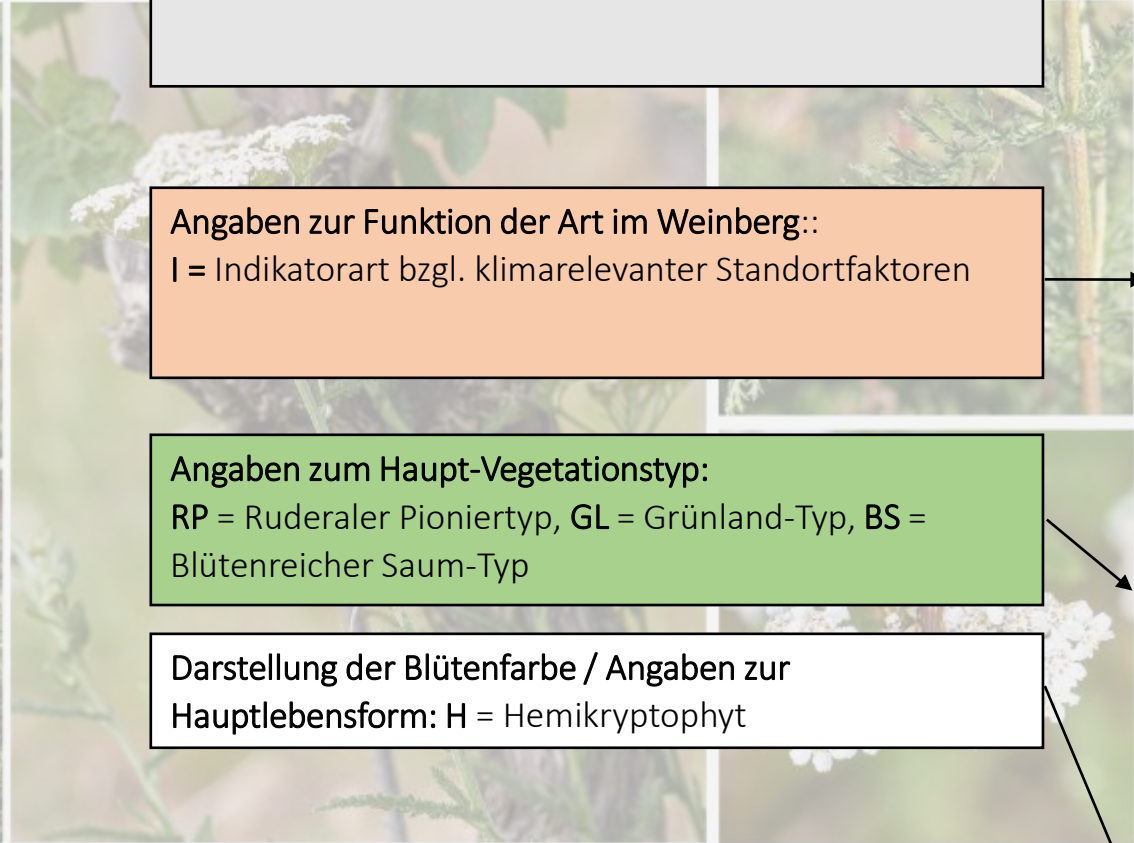 Angaben zur Funktion der Art im Weinberg::
I = Indikatorart bzgl. klimarelevanter Standortfaktoren
Angaben zum Haupt-Vegetationstyp:
RP = Ruderaler Pioniertyp, GL = Grünland-Typ, BS =
Blütenreicher Saum-Typ
Darstellung der Blütenfarbe / Angaben zur
Hauptlebensform: H = Hemikryptophyt